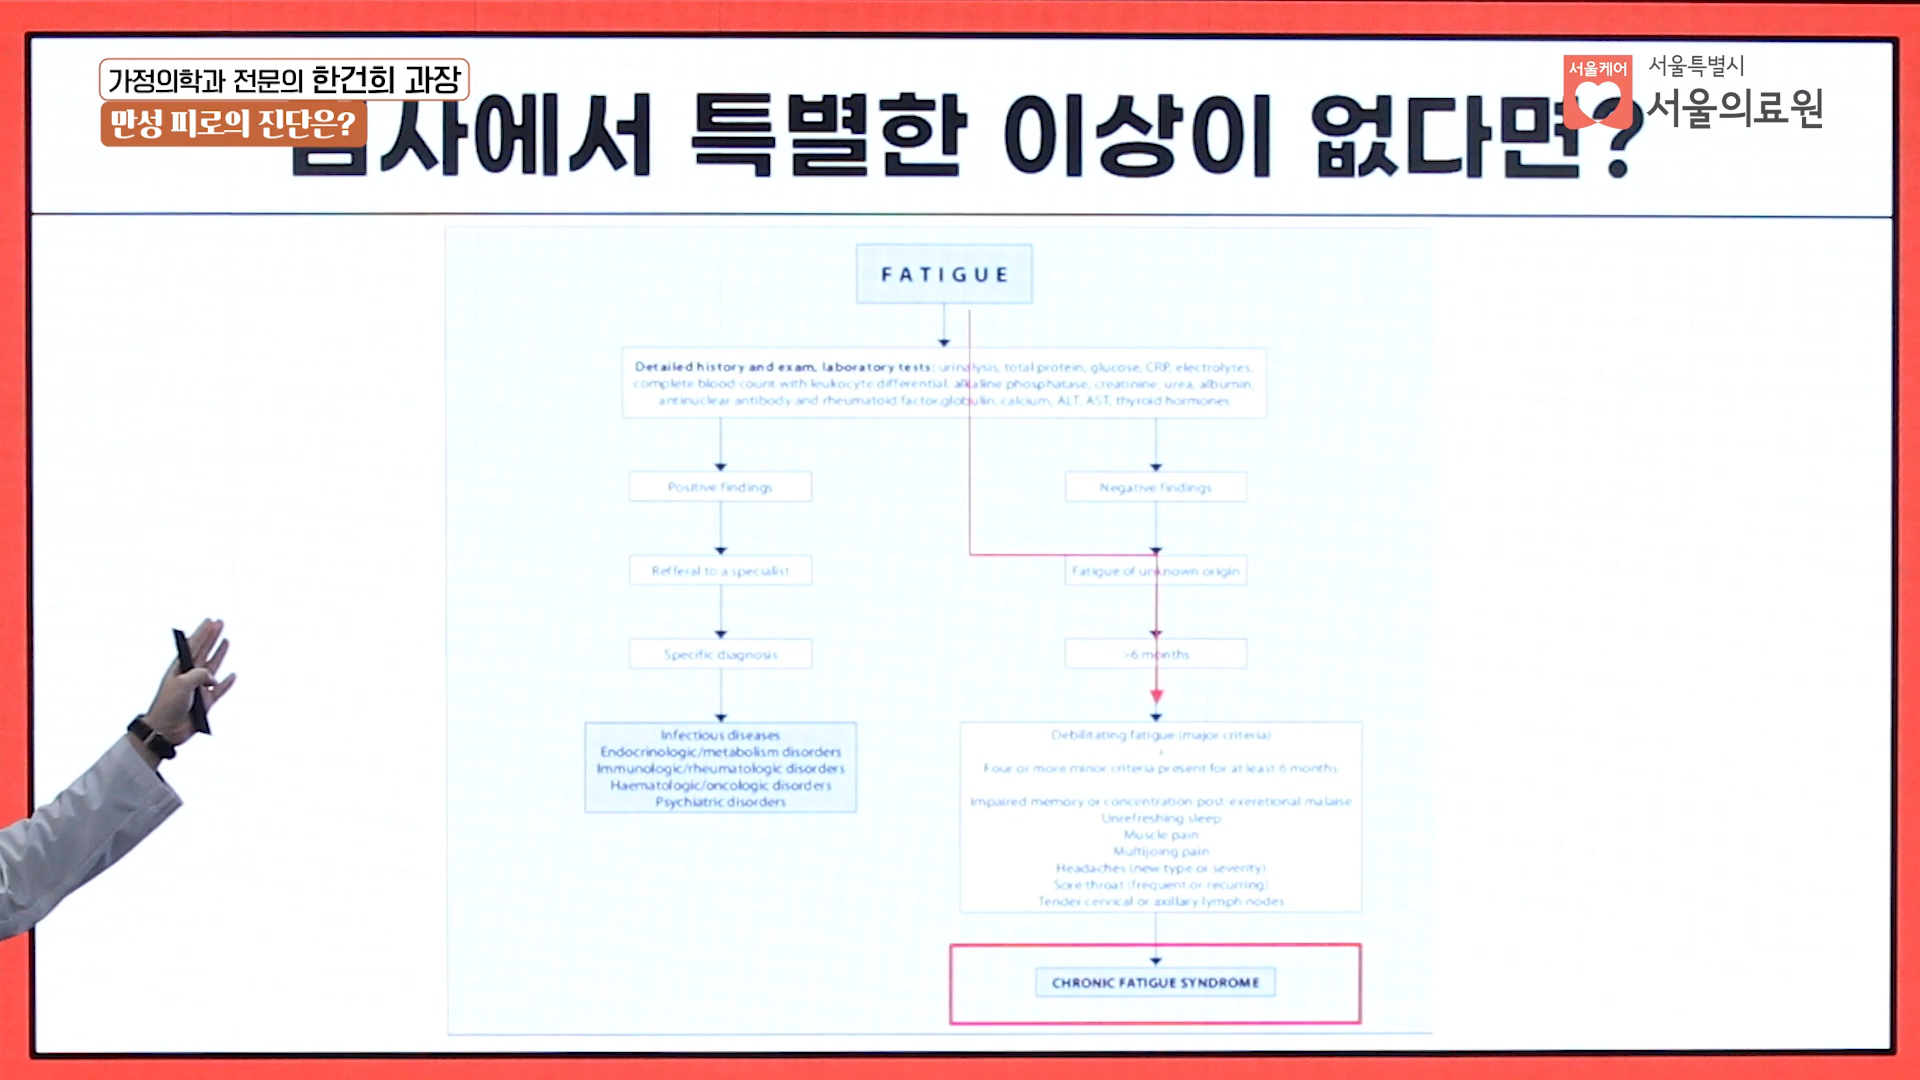 가정의학과 전문의 한건희 과장
만성 피로의 진단은?
서울케어
서울특별시
서울의료원
검사에서 특별한 이상이 없다면?
FATIGUE
Detailed history and exam, laboratory tests: urinalysis, total protein, glucose, CRP, electrolytes,
complete blood count with leukocyte differential, alkaline phosphatase, creatinine, urea, albumin,
antinuclear antibody and rheumatoid factor,globulin, calcium, ALT, AST, thyroid hormones
Positive findings
Negative findings
Refferal to a specialist
Fatigue of unknown origin
Specific diagnosis
>6 months
Infectious diseases
Endocrinologic/metabolism disorders
Immunologic/rheumatologic disorders
Haematologic/oncologic disorders
Psychiatric disorders
Debilitating fatigue (major criteria)
+
Four or more minor criteria present for at least 6 months
Impaired memory or concentration post-exeretional malaise
Unrefreshing sleep
Muscle pain
Multijoing pain
Headaches (new type or severity)
Sore throat (frequent or recurring)
Tender cervical or axillary lymph nodes
CHRONIC FATIGUE SYNDROME